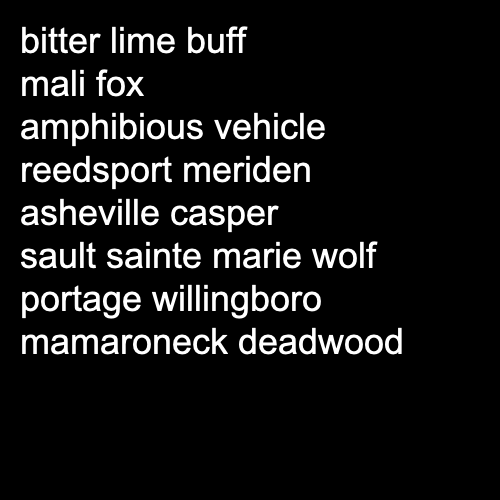 bitter lime buff
mali fox
amphibious vehicle
reedsport meriden
asheville casper
sault sainte marie wolf
portage willingboro
mamaroneck deadwood